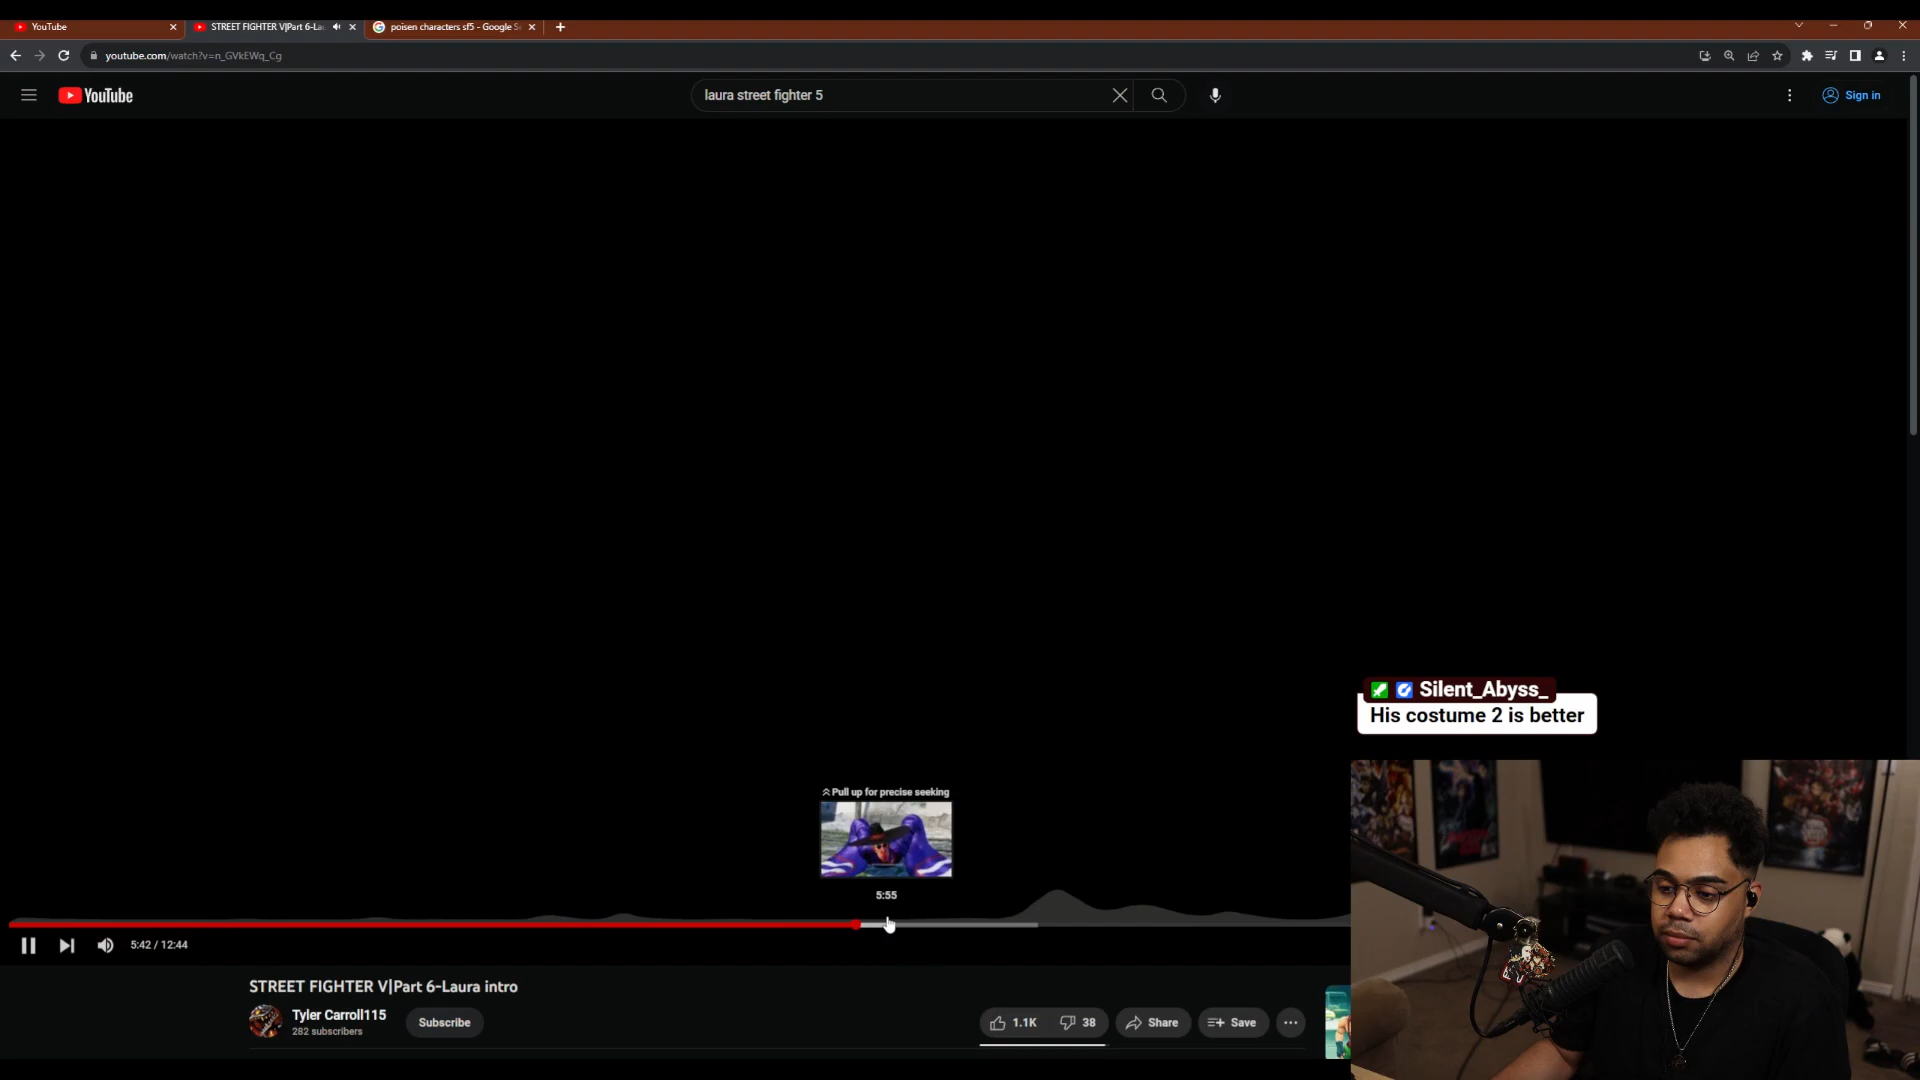 YouTube
STREET FIGHTER V|Part 6-La
poisen characters sf5 - Google S
youtube.com/watch?v=n_GVkEWq_Cg
YouTube
laura street fighter 5
Sign in
Silent_Abyss_
His costume 2 is better
Pull up for precise seeking
5:55
5:42 / 12:44
STREET FIGHTER V|Part 6-Laura intro
Tyler Carroll115
282 subscribers
Subscribe
1.1K
38
Share
Save